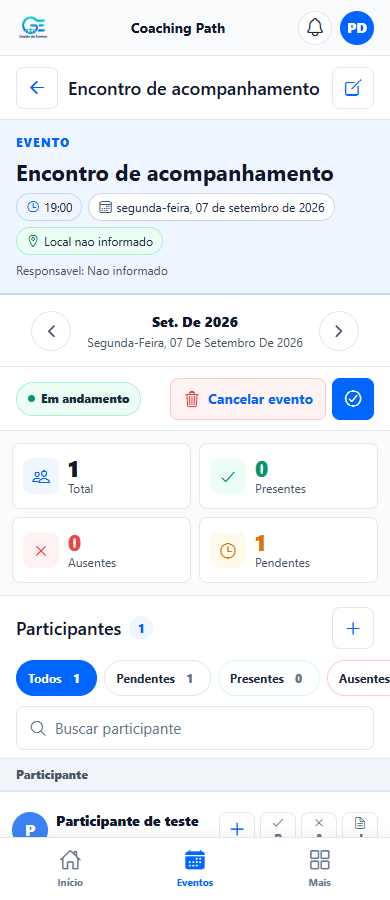 Coaching Path
PD
Encontro de acompanhamento
EVENTO
Encontro de acompanhamento
19:00
segunda-feira, 07 de setembro de 2026
Local nao informado
Responsavel: Nao informado
Set. De 2026
Segunda-Feira, 07 De Setembro De 2026
Em andamento
Cancelar evento
1
Total
0
Presentes
0
Ausentes
1
Pendentes
Participantes 1
Todos 1
Pendentes 1
Presentes 0
Ausentes
Buscar participante
Participante
P
Participante de teste
Início
Eventos
Mais